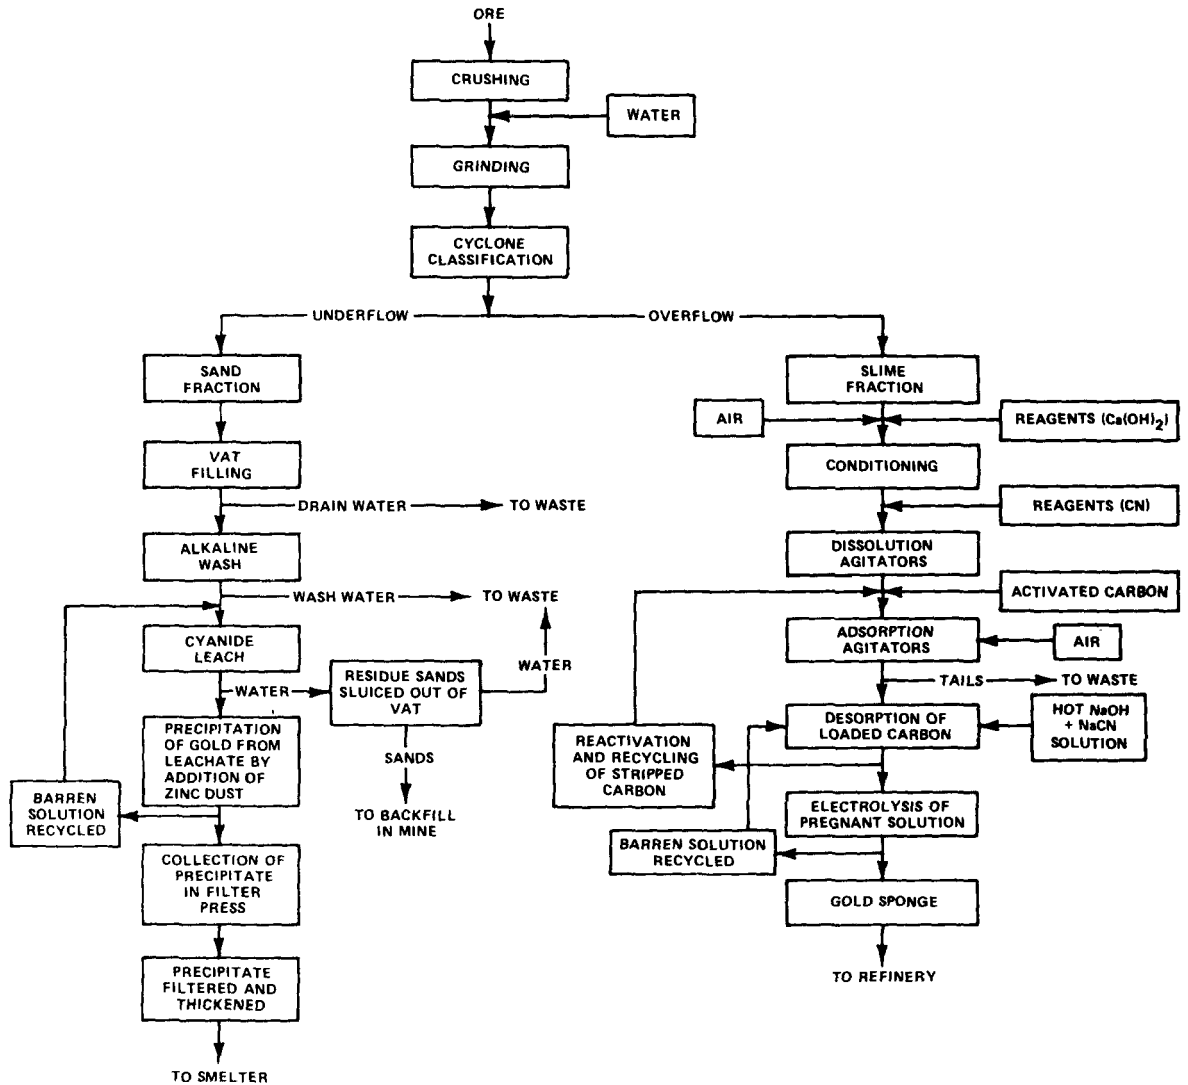 ORE
CRUSHING
WATER
GRINDING
CYCLONE
CLASSIFICATION
UNDERFLOW
OVERFLOW
SAND
FRACTION
SLIME
FRACTION
AIR
REAGENTS (Ca(OH)2)
VAT
FILLING
CONDITIONING
DRAIN WATER
TO WASTE
REAGENTS (CN)
ALKALINE
WASH
DISSOLUTION
AGITATORS
WASH WATER
TO WASTE
ACTIVATED CARBON
CYANIDE
LEACH
ADSORPTION
AGITATORS
AIR
WATER
WATER
RESIDUE SANDS
SLUICED OUT OF
VAT
TAILS
TO WASTE
PRECIPITATION
OF GOLD FROM
LEACHATE BY
ADDITION OF
ZINC DUST
DESORPTION OF
LOADED CARBON
HOT NaOH
+ NaCN
SOLUTION
SANDS
REACTIVATION
AND RECYCLING
OF STRIPPED
CARBON
BARREN
SOLUTION
RECYCLED
TO BACKFILL
IN MINE
ELECTROLYSIS OF
PREGNANT SOLUTION
BARREN SOLUTION
RECYCLED
COLLECTION OF
PRECIPITATE
IN FILTER
PRESS
GOLD SPONGE
PRECIPITATE
FILTERED AND
THICKENED
TO REFINERY
TO SMELTER